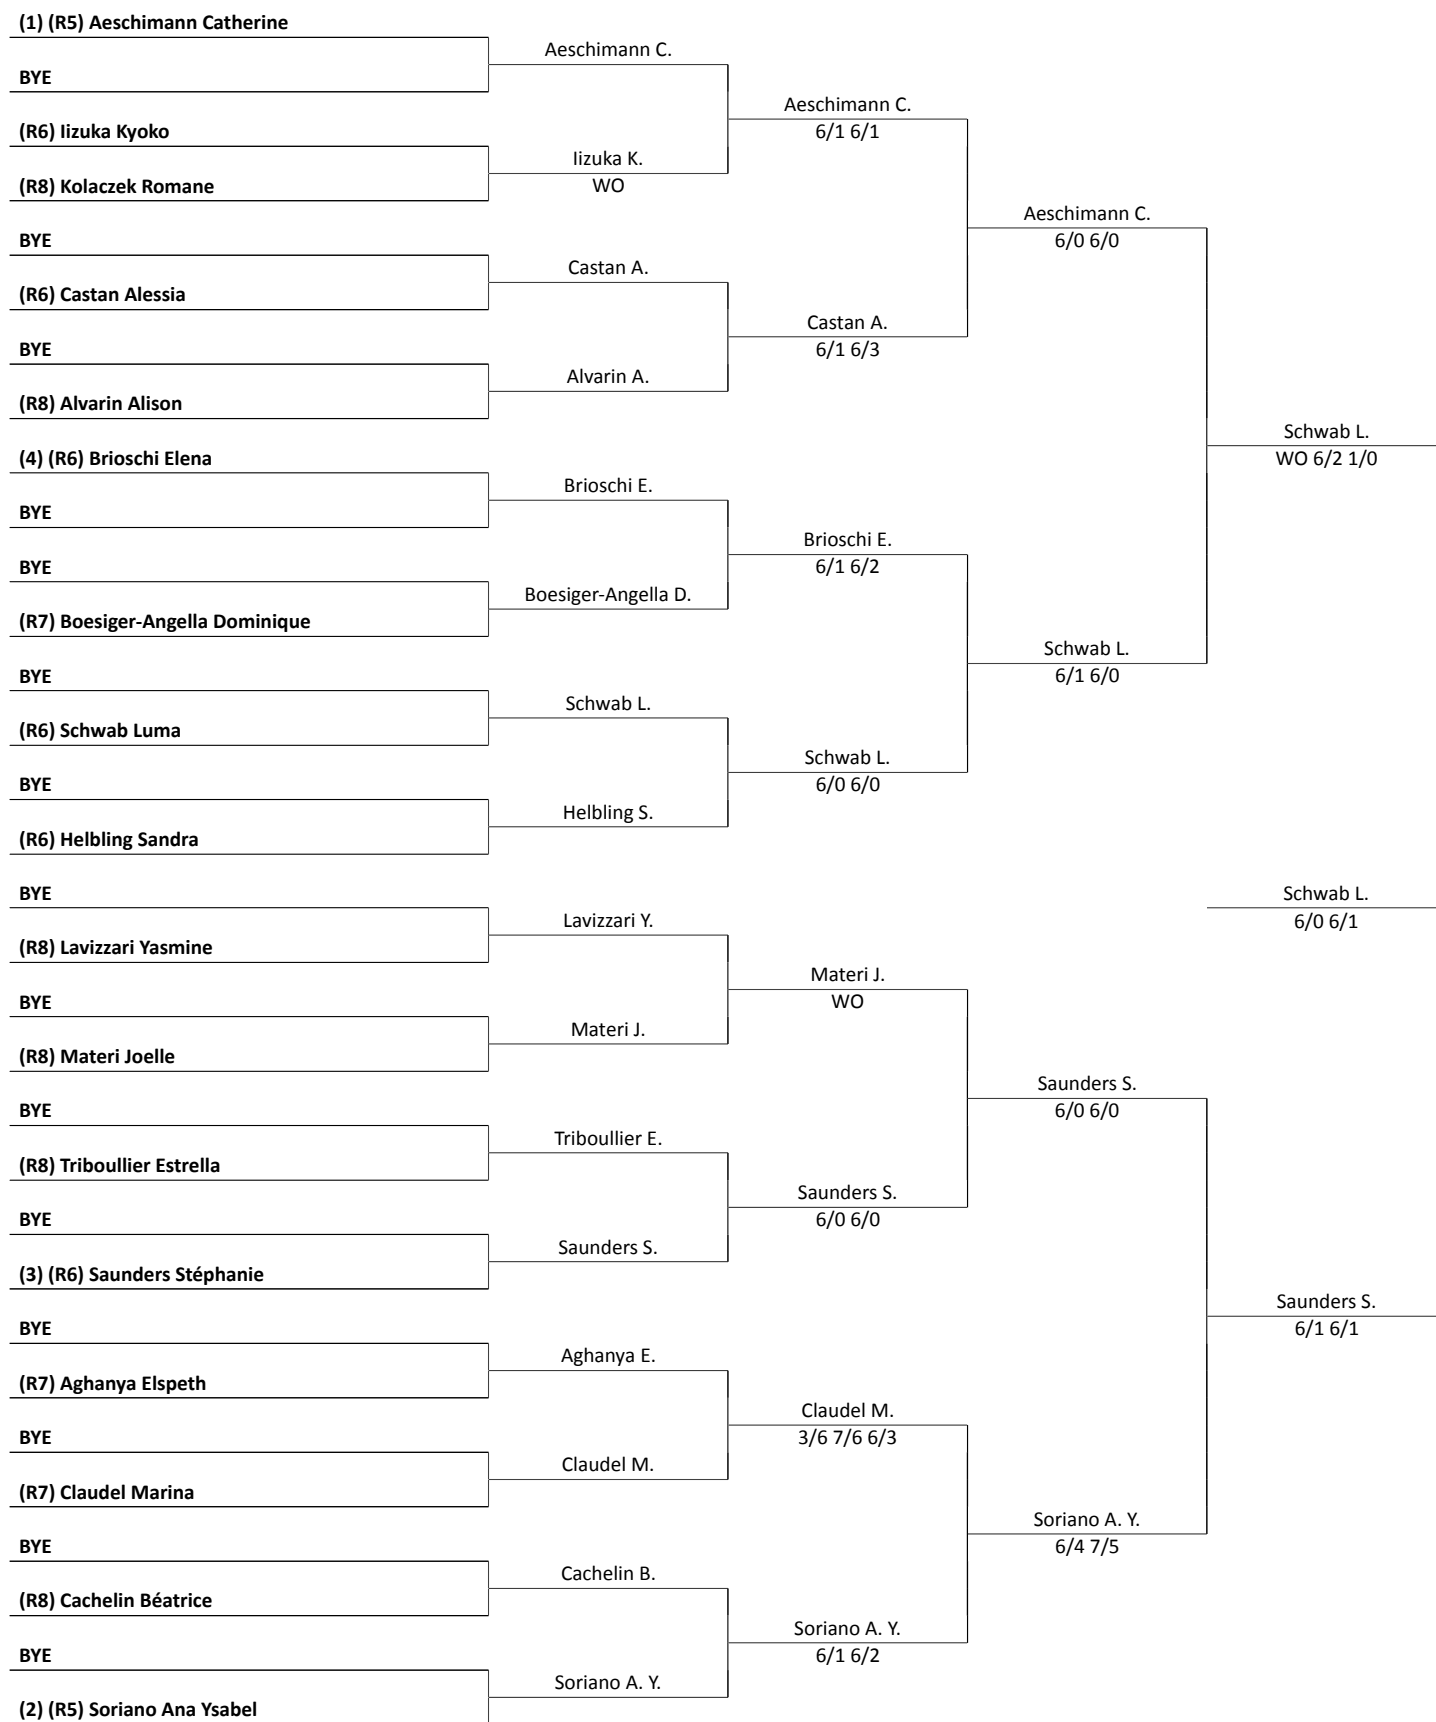 (1) (R5) Aeschimann Catherine
Aeschimann C.
BYE
Aeschimann C.
6/1 6/1
(R6) Iizuka Kyoko
Iizuka K.
WO
(R8) Kolaczek Romane
Aeschimann C.
6/0 6/0
BYE
Castan A.
(R6) Castan Alessia
Castan A.
6/1 6/3
BYE
Alvarin A.
(R8) Alvarin Alison
Schwab L.
WO 6/2 1/0
(4) (R6) Brioschi Elena
Brioschi E.
BYE
Brioschi E.
6/1 6/2
BYE
Boesiger-Angella D.
(R7) Boesiger-Angella Dominique
Schwab L.
6/1 6/0
BYE
Schwab L.
(R6) Schwab Luma
Schwab L.
6/0 6/0
BYE
Helbling S.
(R6) Helbling Sandra
BYE
Schwab L.
6/0 6/1
Lavizzari Y.
(R8) Lavizzari Yasmine
Materi J.
WO
BYE
Materi J.
(R8) Materi Joelle
Saunders S.
6/0 6/0
BYE
Triboullier E.
(R8) Triboullier Estrella
Saunders S.
6/0 6/0
BYE
Saunders S.
(3) (R6) Saunders Stéphanie
Saunders S.
6/1 6/1
BYE
Aghanya E.
(R7) Aghanya Elspeth
Claudel M.
3/6 7/6 6/3
BYE
Claudel M.
(R7) Claudel Marina
Soriano A. Y.
6/4 7/5
BYE
Cachelin B.
(R8) Cachelin Béatrice
Soriano A. Y.
6/1 6/2
BYE
Soriano A. Y.
(2) (R5) Soriano Ana Ysabel